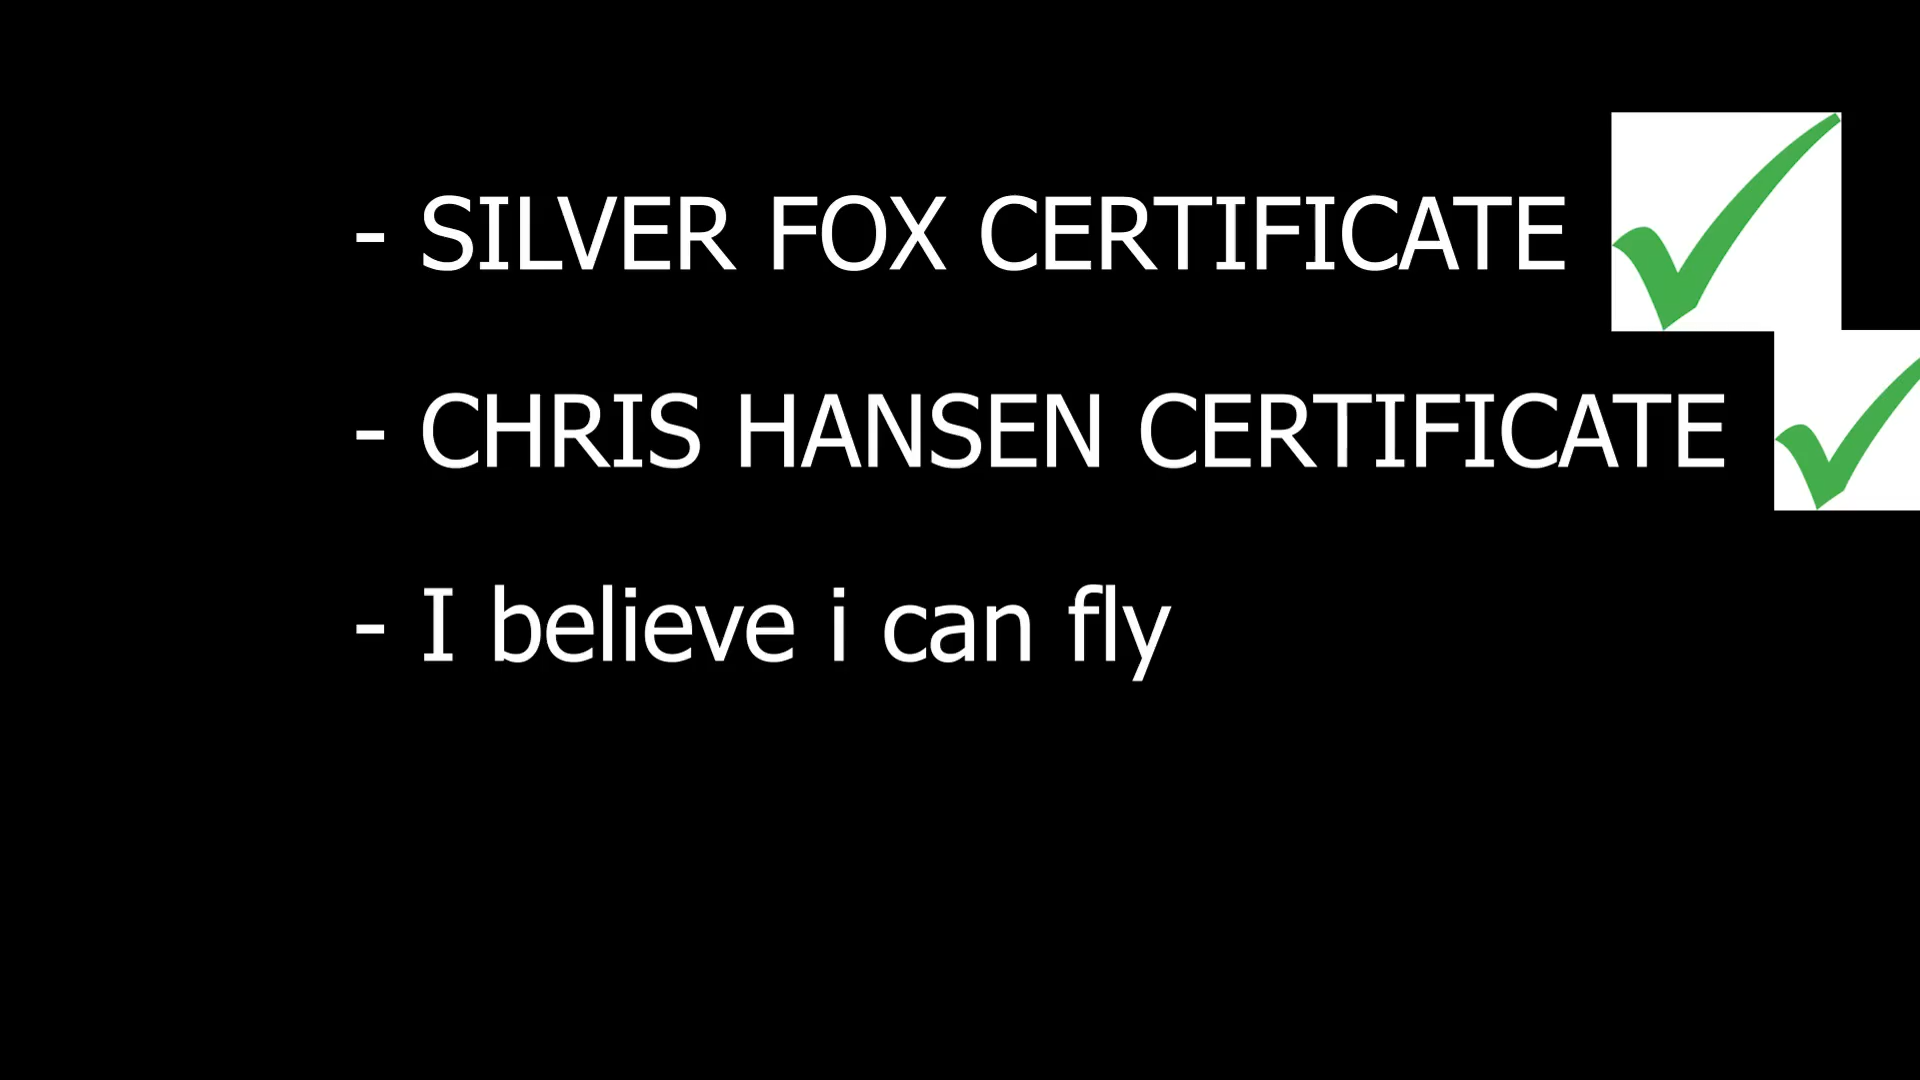 - SILVER FOX CERTIFICATE
- CHRIS HANSEN CERTIFICATE
- I believe i can fly